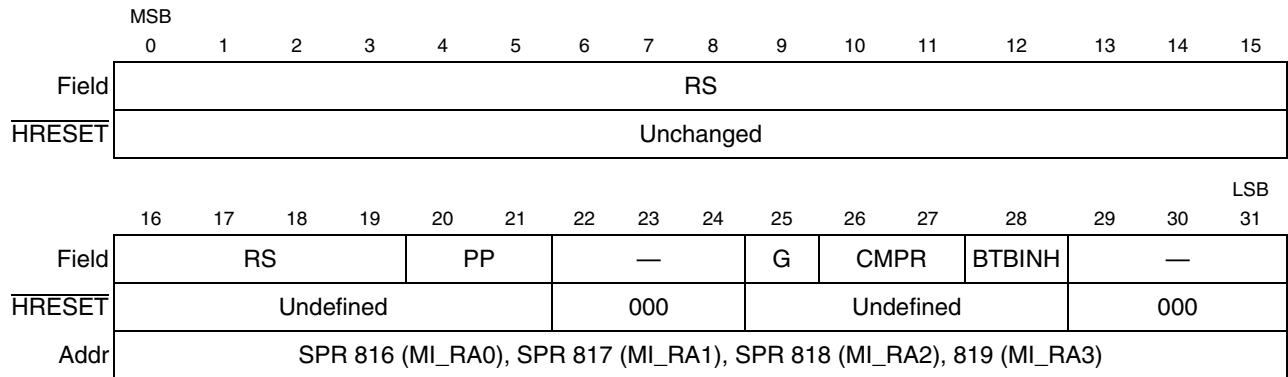 MSB
0 1 2 3 4 5 6 7 8 9 10 11 12 13 14 15
Field RS
HRESET Unchanged
LSB
16 17 18 19 20 21 22 23 24 25 26 27 28 29 30 31
Field RS PP — G CMPR BTBINH —
HRESET Undefined 000 Undefined 000
Addr SPR 816 (MI_RA0), SPR 817 (MI_RA1), SPR 818 (MI_RA2), 819 (MI_RA3)